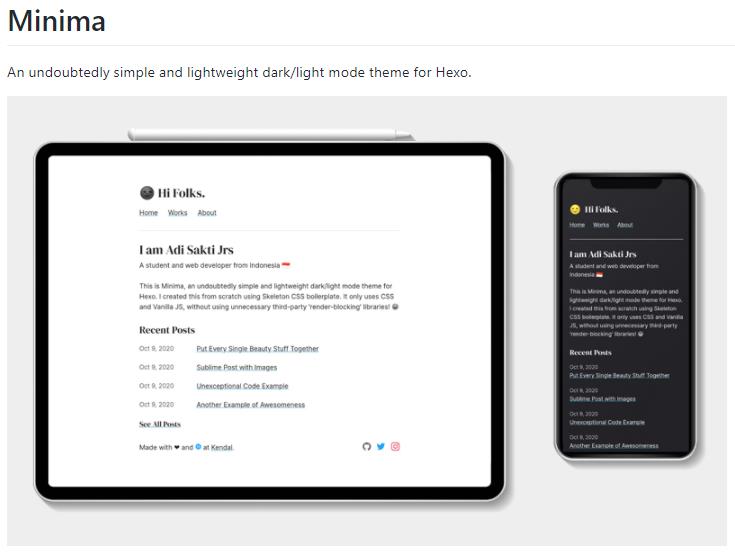 Minima
An undoubtedly simple and lightweight dark/light mode theme for Hexo.
Hi Folks.
Home Works About
I am Adi Sakti Jrs
A student and web developer from Indonesia
This is Minima, an undoubtedly simple and lightweight dark/light mode theme for
Hexo. I created this from scratch using Skeleton CSS boilerplate. It only uses CSS
and Vanilla JS, without using unnecessary third-party 'render-blocking' libraries!
Recent Posts
Oct 9, 2020 Put Every Single Beauty Stuff Together
Oct 9, 2020 Sublime Post with Images
Oct 9, 2020 Unexceptional Code Example
Oct 9, 2020 Another Example of Awesomeness
See All Posts
Made with ❤ and at Kendal.
Hi Folks.
Home Works About
I am Adi Sakti Jrs
A student and web developer from
Indonesia
This is Minima, an undoubtedly simple and
lightweight dark/light mode theme for Hexo.
I created this from scratch using Skeleton
CSS boilerplate. It only uses CSS and Vanilla
JS, without using unnecessary third-party
'render-blocking' libraries!
Recent Posts
Oct 9, 2020
Put Every Single Beauty Stuff Together
Oct 9, 2020
Sublime Post with Images
Oct 9, 2020
Unexceptional Code Example
Oct 9, 2020
Another Example of Awesomeness